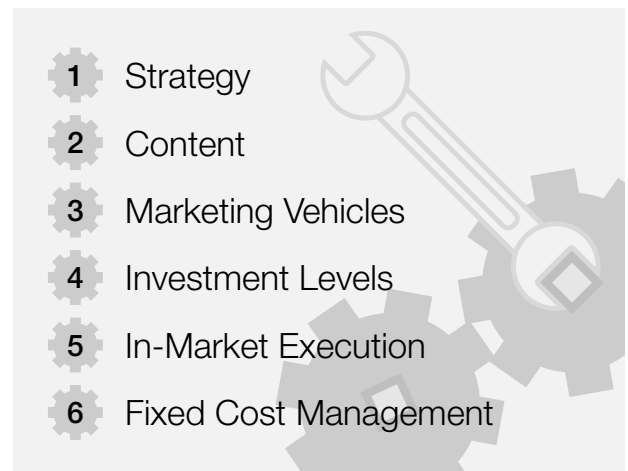 1 Strategy
2 Content
3 Marketing Vehicles
4 Investment Levels
5 In-Market Execution
6 Fixed Cost Management